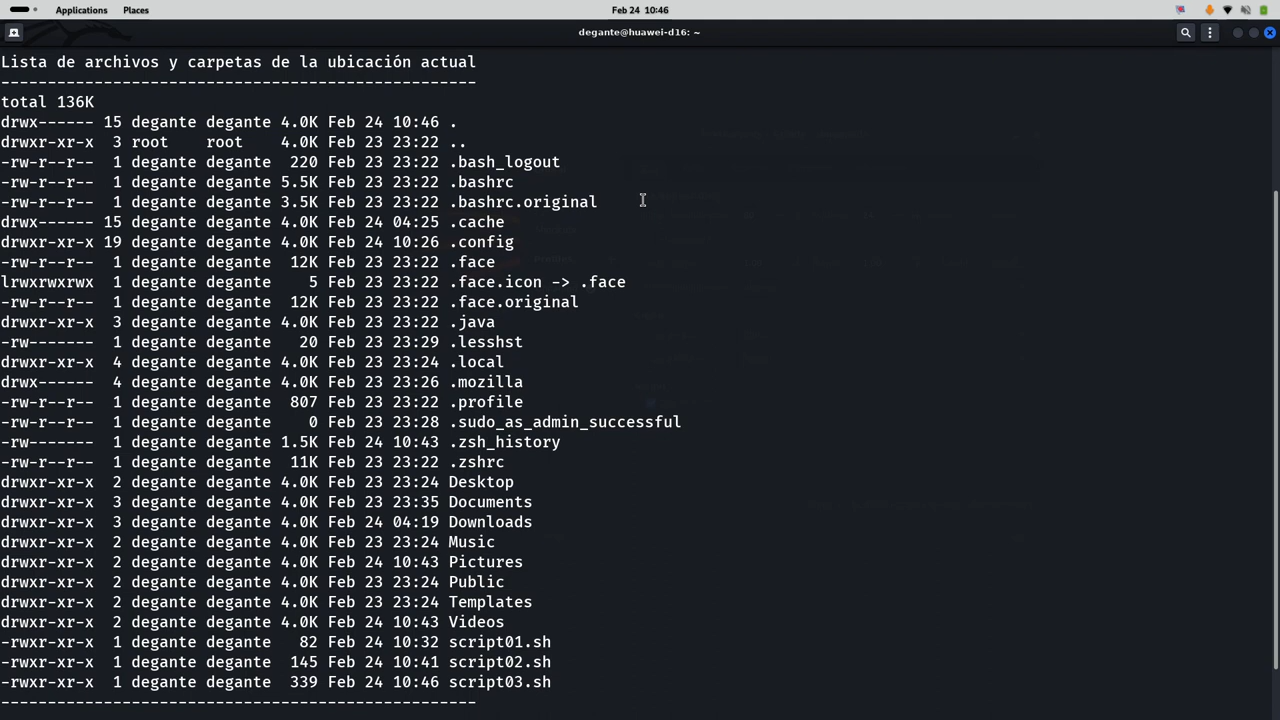 Applications Places Feb 24 10:46
degante@huawei-d16: ~
Lista de archivos y carpetas de la ubicación actual
---------------------------------------------------
total 136K
drwx------ 15 degante degante 4.0K Feb 24 10:46 .
drwxr-xr-x  3 root    root    4.0K Feb 23 23:22 ..
-rw-r--r--  1 degante degante  220 Feb 23 23:22 .bash_logout
-rw-r--r--  1 degante degante 5.5K Feb 23 23:22 .bashrc
-rw-r--r--  1 degante degante 3.5K Feb 23 23:22 .bashrc.original
drwx------ 15 degante degante 4.0K Feb 24 04:25 .cache
drwxr-xr-x 19 degante degante 4.0K Feb 24 10:26 .config
-rw-r--r--  1 degante degante  12K Feb 23 23:22 .face
lrwxrwxrwx  1 degante degante    5 Feb 23 23:22 .face.icon -> .face
-rw-r--r--  1 degante degante  12K Feb 23 23:22 .face.original
drwxr-xr-x  3 degante degante 4.0K Feb 23 23:22 .java
-rw-------  1 degante degante   20 Feb 23 23:29 .lesshst
drwxr-xr-x  4 degante degante 4.0K Feb 23 23:24 .local
drwx------  4 degante degante 4.0K Feb 23 23:26 .mozilla
-rw-r--r--  1 degante degante  807 Feb 23 23:22 .profile
-rw-r--r--  1 degante degante    0 Feb 23 23:28 .sudo_as_admin_successful
-rw-------  1 degante degante 1.5K Feb 24 10:43 .zsh_history
-rw-r--r--  1 degante degante  11K Feb 23 23:22 .zshrc
drwxr-xr-x  2 degante degante 4.0K Feb 23 23:24 Desktop
drwxr-xr-x  3 degante degante 4.0K Feb 23 23:35 Documents
drwxr-xr-x  3 degante degante 4.0K Feb 24 04:19 Downloads
drwxr-xr-x  2 degante degante 4.0K Feb 23 23:24 Music
drwxr-xr-x  2 degante degante 4.0K Feb 24 10:43 Pictures
drwxr-xr-x  2 degante degante 4.0K Feb 23 23:24 Public
drwxr-xr-x  2 degante degante 4.0K Feb 23 23:24 Templates
drwxr-xr-x  2 degante degante 4.0K Feb 24 10:43 Videos
-rwxr-xr-x  1 degante degante   82 Feb 24 10:32 script01.sh
-rwxr-xr-x  1 degante degante  145 Feb 24 10:41 script02.sh
-rwxr-xr-x  1 degante degante  339 Feb 24 10:46 script03.sh
---------------------------------------------------